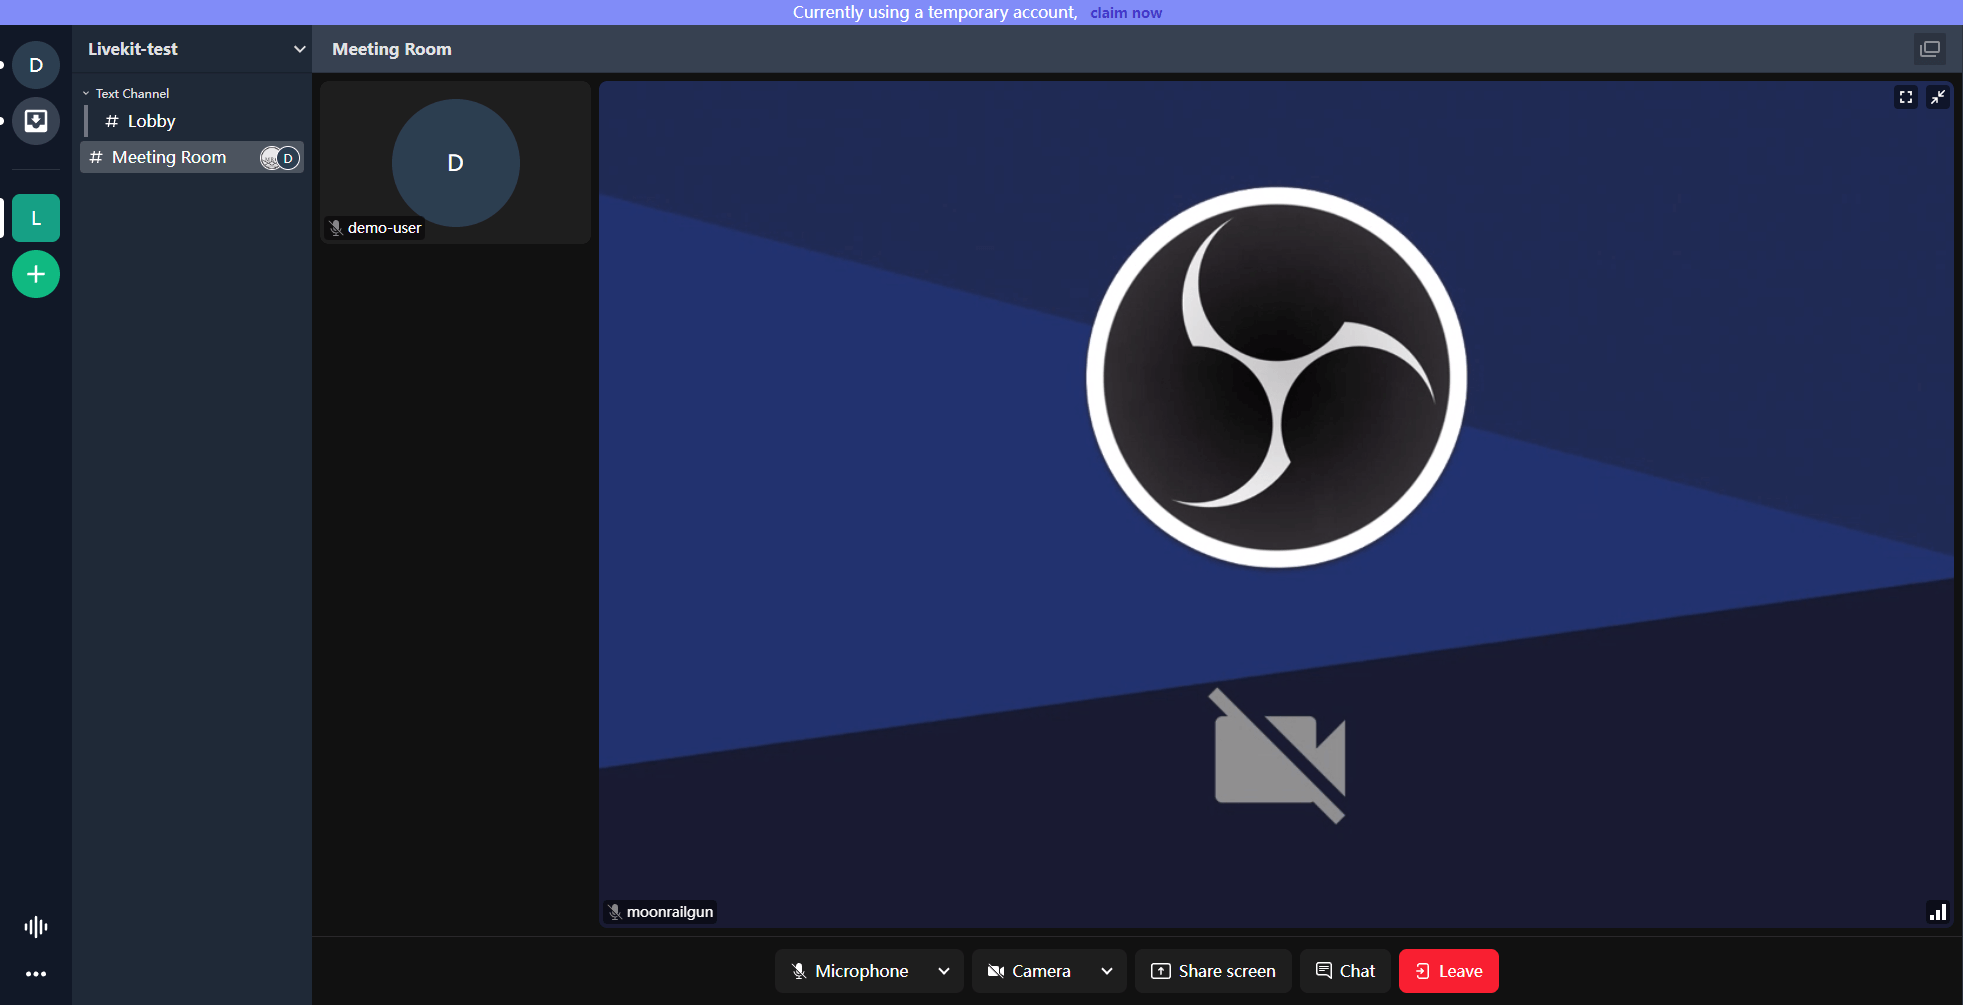 Currently using a temporary account, claim now
D
Livekit-test
Meeting Room
Text Channel
# Lobby
# Meeting Room
D
L
D
demo-user
moonrailgun
Microphone
Camera
Share screen
Chat
Leave